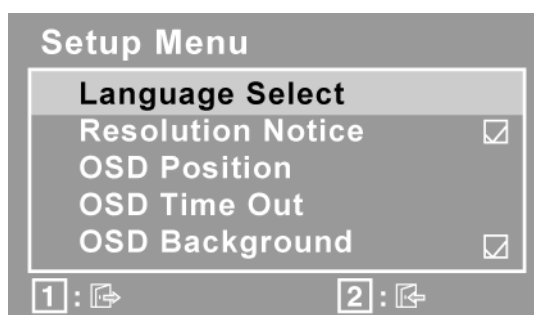 Setup Menu
Language Select
Resolution Notice
OSD Position
OSD Time Out
OSD Background
1 : 2 :